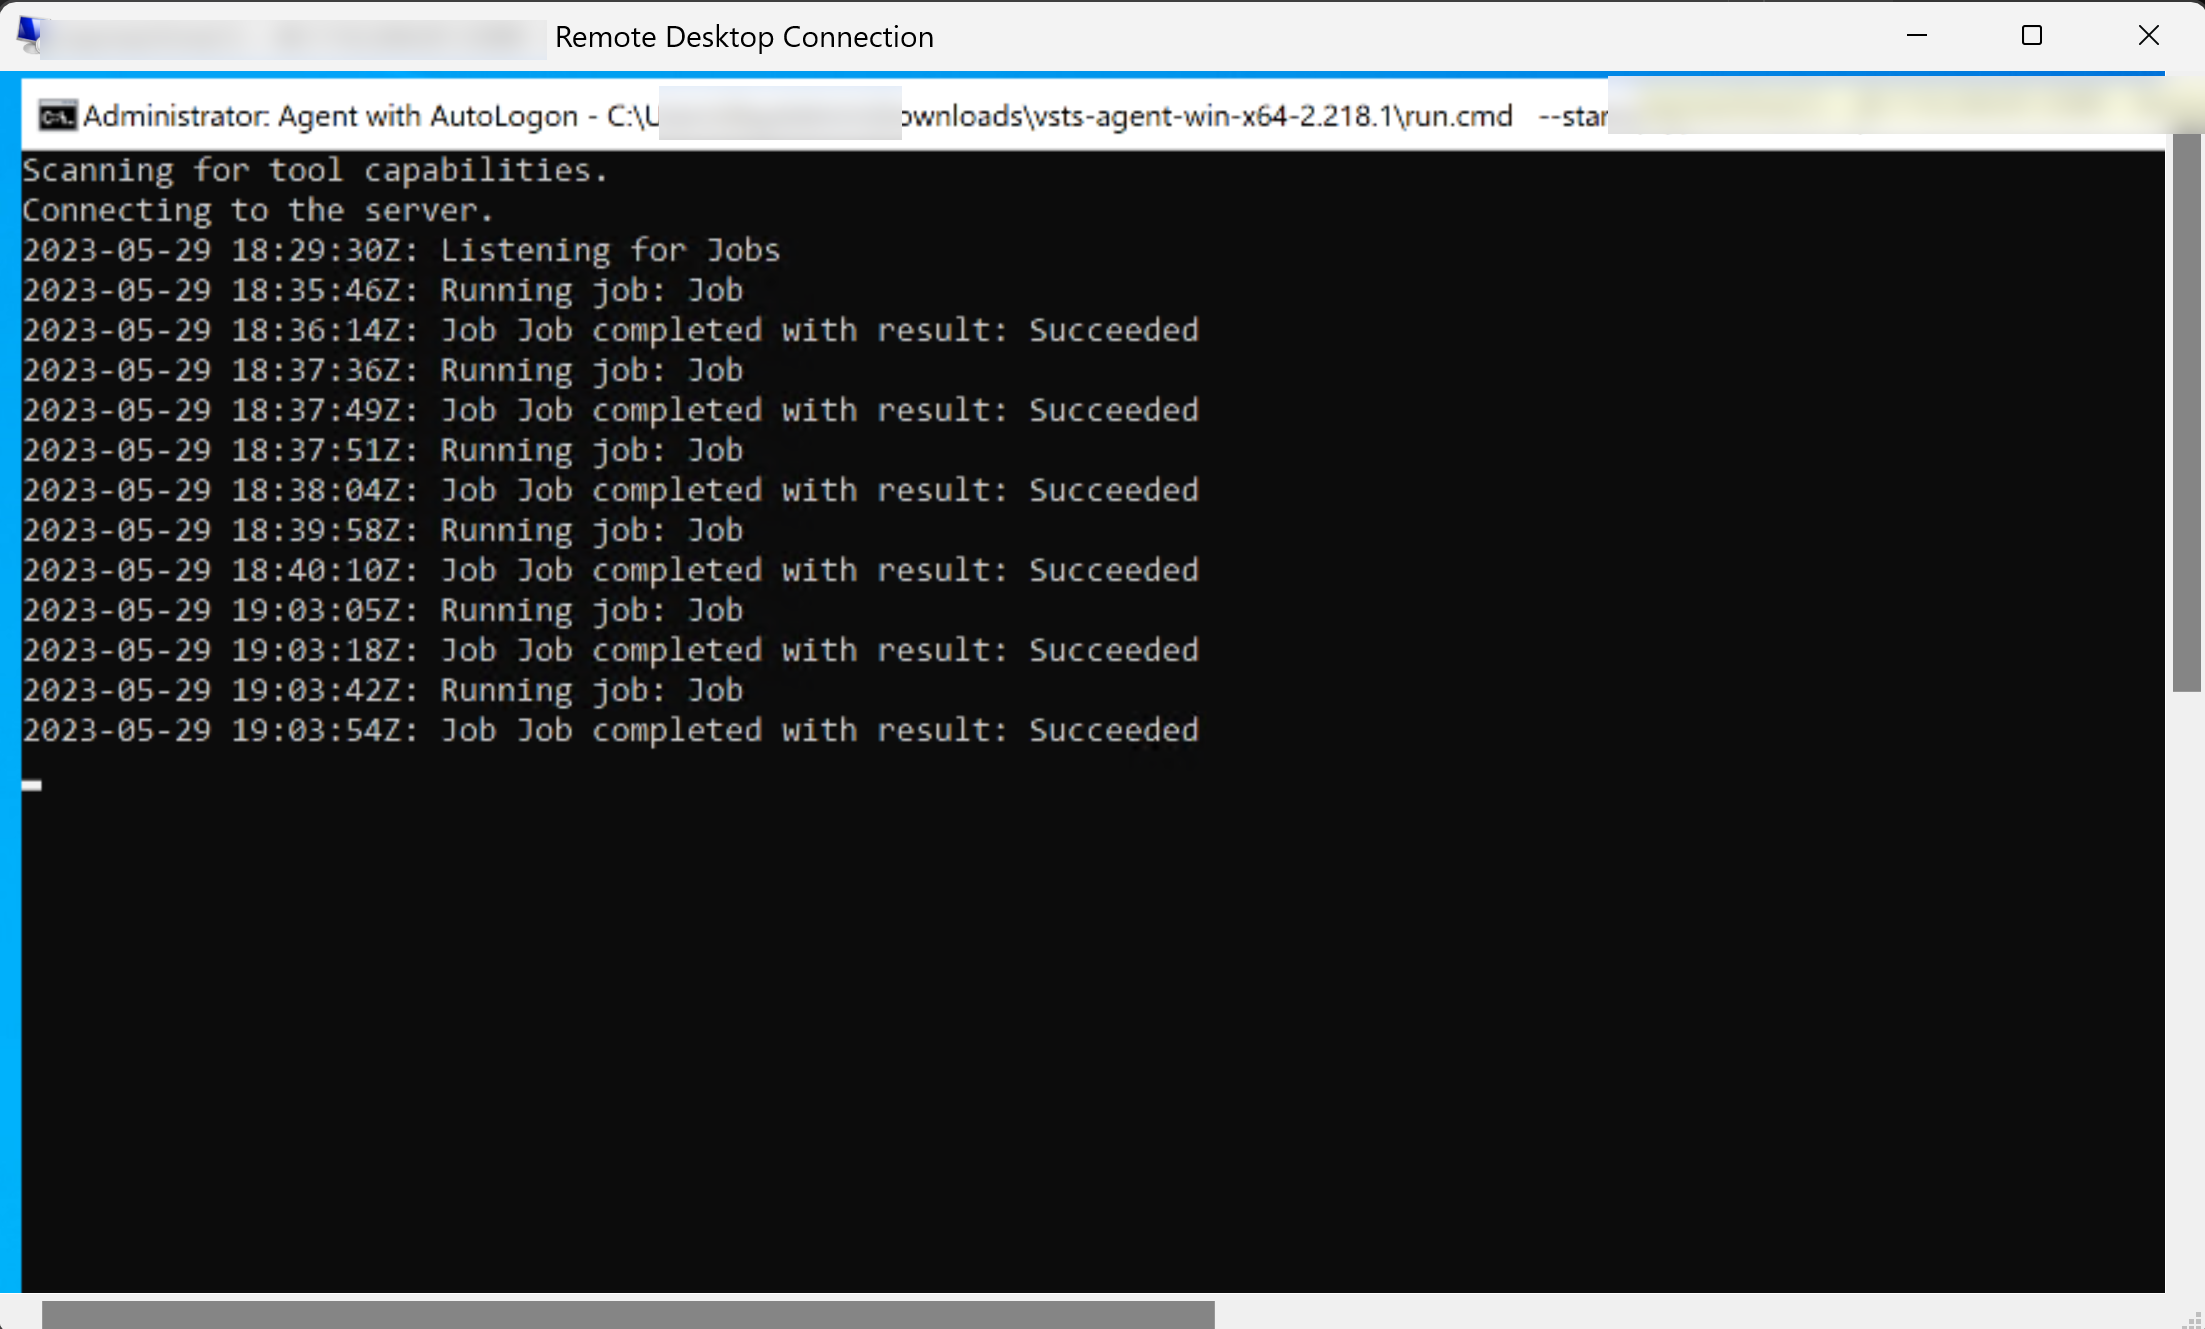 Remote Desktop Connection
Administrator: Agent with AutoLogon - C:\U ownloads\vsts-agent-win-x64-2.218.1\run.cmd --star
Scanning for tool capabilities.
Connecting to the server.
2023-05-29 18:29:30Z: Listening for Jobs
2023-05-29 18:35:46Z: Running job: Job
2023-05-29 18:36:14Z: Job Job completed with result: Succeeded
2023-05-29 18:37:36Z: Running job: Job
2023-05-29 18:37:49Z: Job Job completed with result: Succeeded
2023-05-29 18:37:51Z: Running job: Job
2023-05-29 18:38:04Z: Job Job completed with result: Succeeded
2023-05-29 18:39:58Z: Running job: Job
2023-05-29 18:40:10Z: Job Job completed with result: Succeeded
2023-05-29 19:03:05Z: Running job: Job
2023-05-29 19:03:18Z: Job Job completed with result: Succeeded
2023-05-29 19:03:42Z: Running job: Job
2023-05-29 19:03:54Z: Job Job completed with result: Succeeded